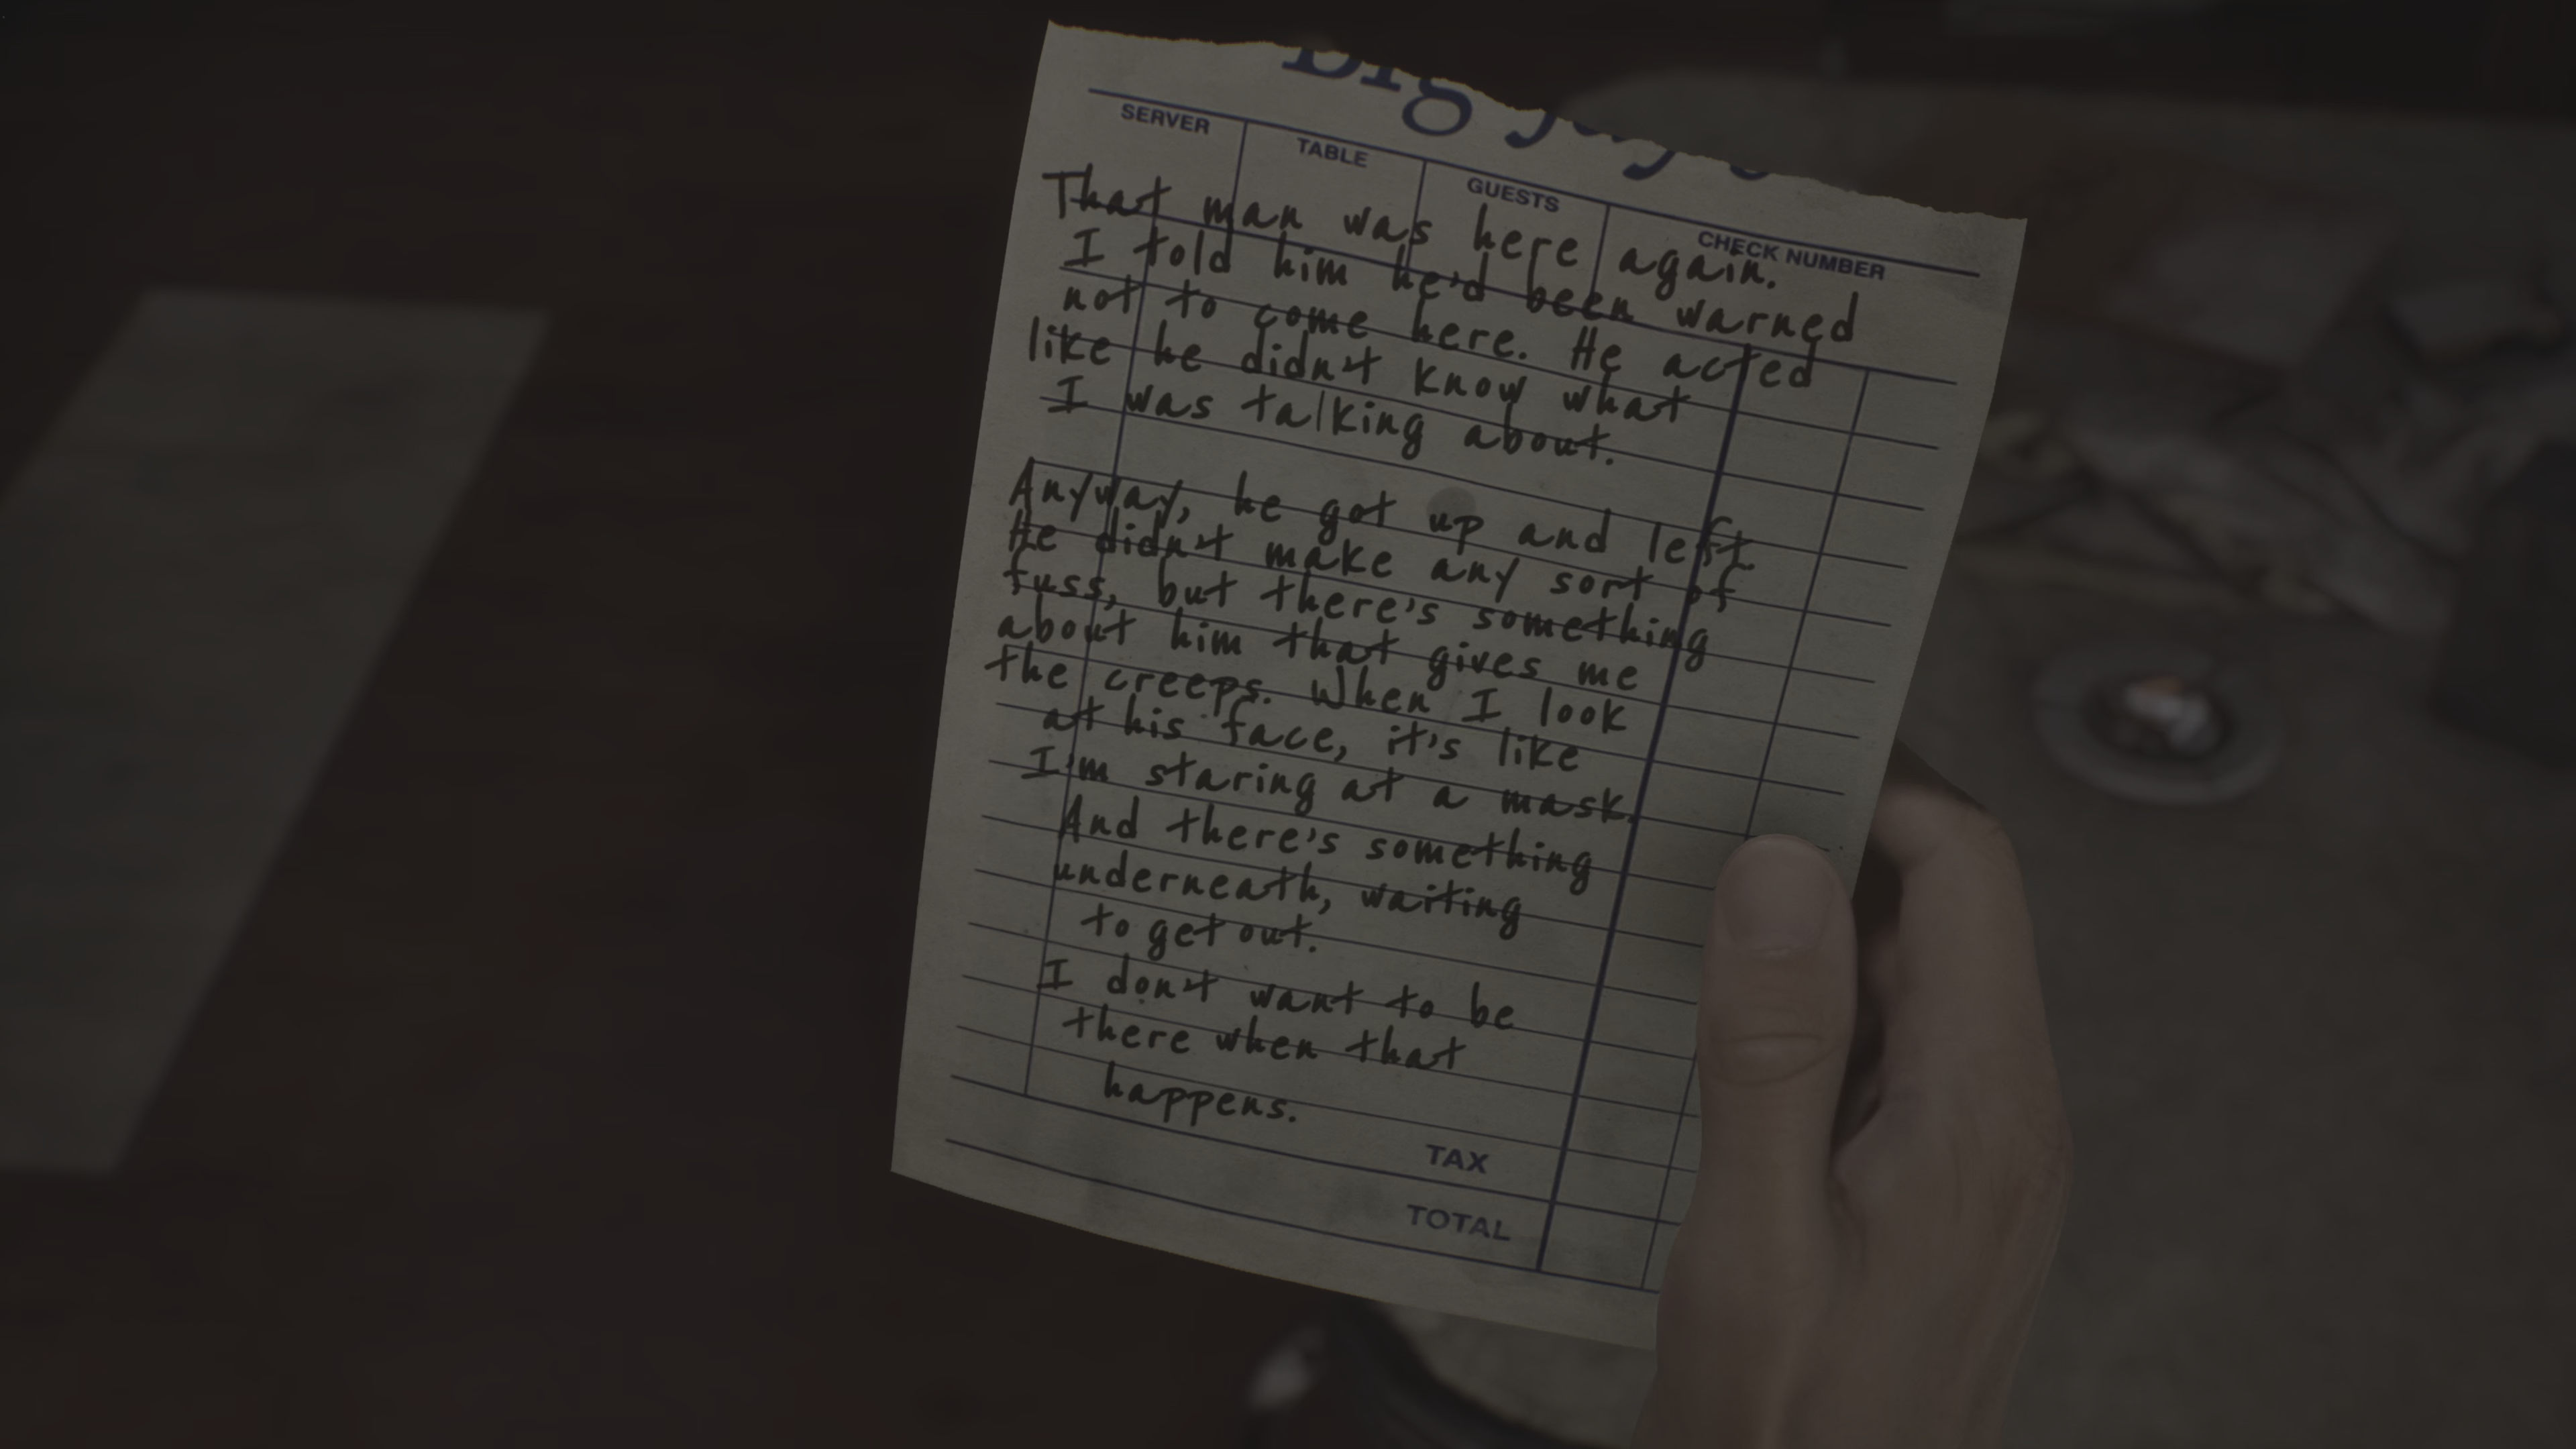 Big Jay's
SERVER TABLE GUESTS CHECK NUMBER
That man was here again.
I told him he'd been warned
not to come here. He acted
like he didn't know what
I was talking about.
Anyway, he got up and left.
He didn't make any sort of
fuss, but there's something
about him that gives me
the creeps. When I look
at his face, it's like
I'm staring at a mask.
And there's something
underneath, waiting
to get out.
I don't want to be
there when that
happens.
TAX
TOTAL